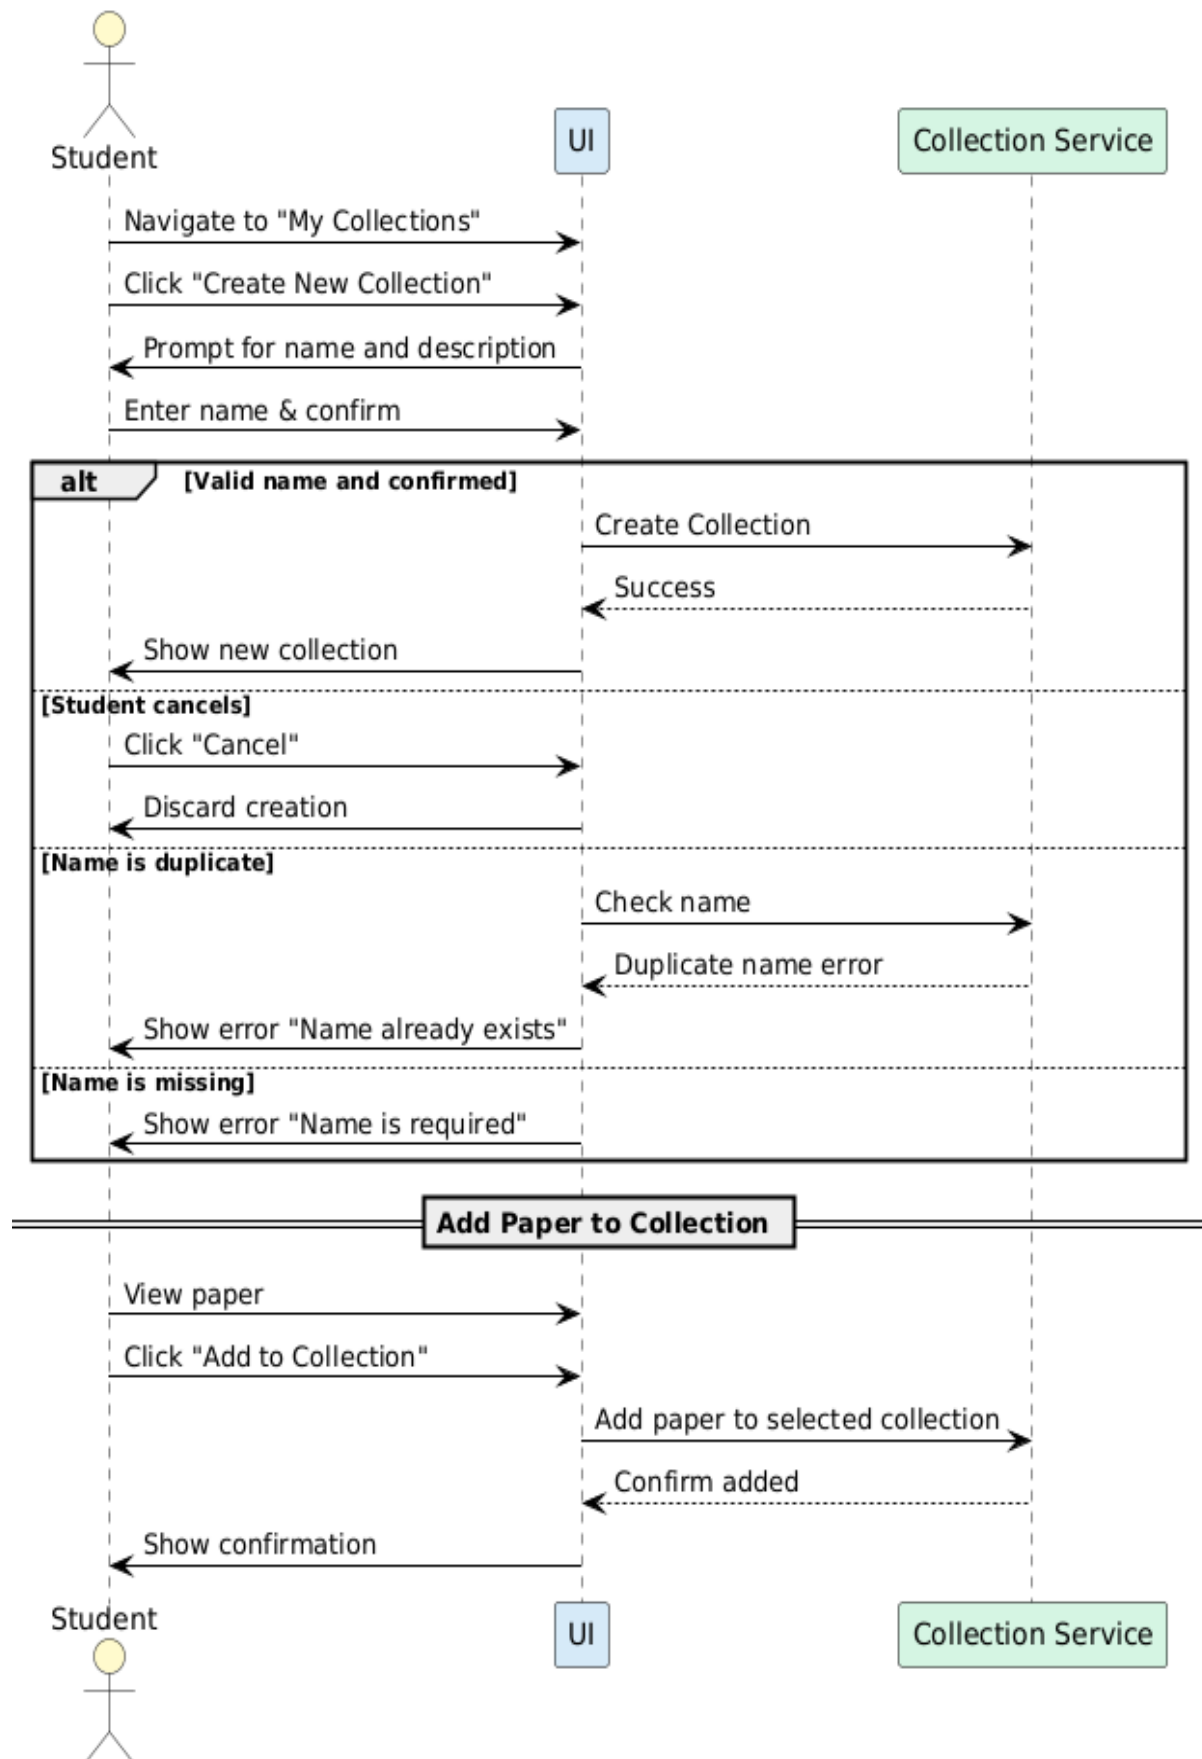 Student
UI
Collection Service
Navigate to "My Collections"
Click "Create New Collection"
Prompt for name and description
Enter name & confirm
alt
[Valid name and confirmed]
Create Collection
Success
Show new collection
[Student cancels]
Click "Cancel"
Discard creation
[Name is duplicate]
Check name
Duplicate name error
Show error "Name already exists"
[Name is missing]
Show error "Name is required"
Add Paper to Collection
View paper
Click "Add to Collection"
Add paper to selected collection
Confirm added
Show confirmation
Student
UI
Collection Service